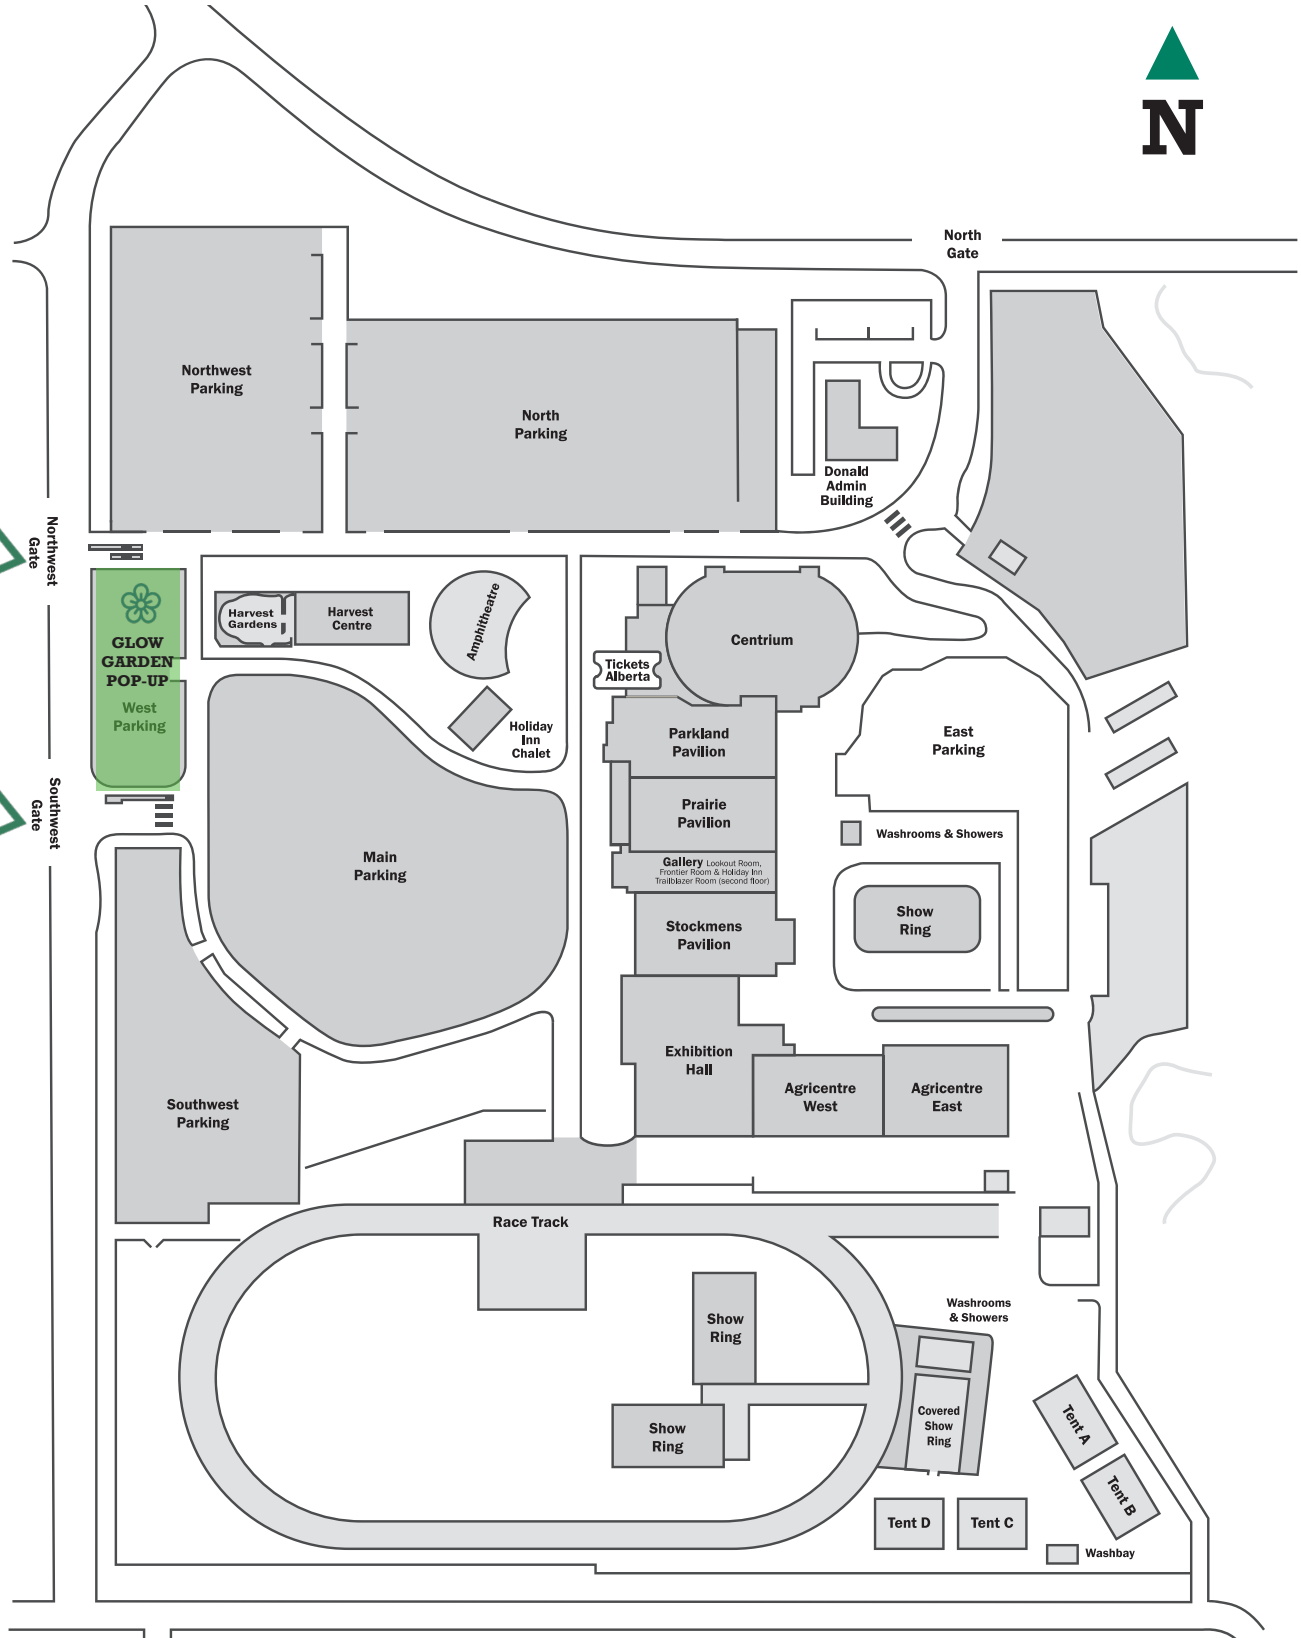 N
North
Gate
Northwest
Parking
North
Parking
Donald
Admin
Building
Northwest
Gate
GLOW
GARDEN
POP-UP
West
Parking
Harvest
Gardens
Harvest
Centre
Amphitheatre
Holiday
Inn
Chalet
Centrium
Tickets
Alberta
Parkland
Pavilion
East
Parking
Southwest
Gate
Prairie
Pavilion
Washrooms & Showers
Main
Parking
Gallery Lookout Room,
Frontier Room & Holiday Inn
Trailblazer Room (second floor)
Stockmens
Pavilion
Show
Ring
Exhibition
Hall
Agricentre
West
Agricentre
East
Southwest
Parking
Race Track
Show
Ring
Show
Ring
Washrooms
& Showers
Covered
Show
Ring
Tent A
Tent B
Tent D
Tent C
Washbay